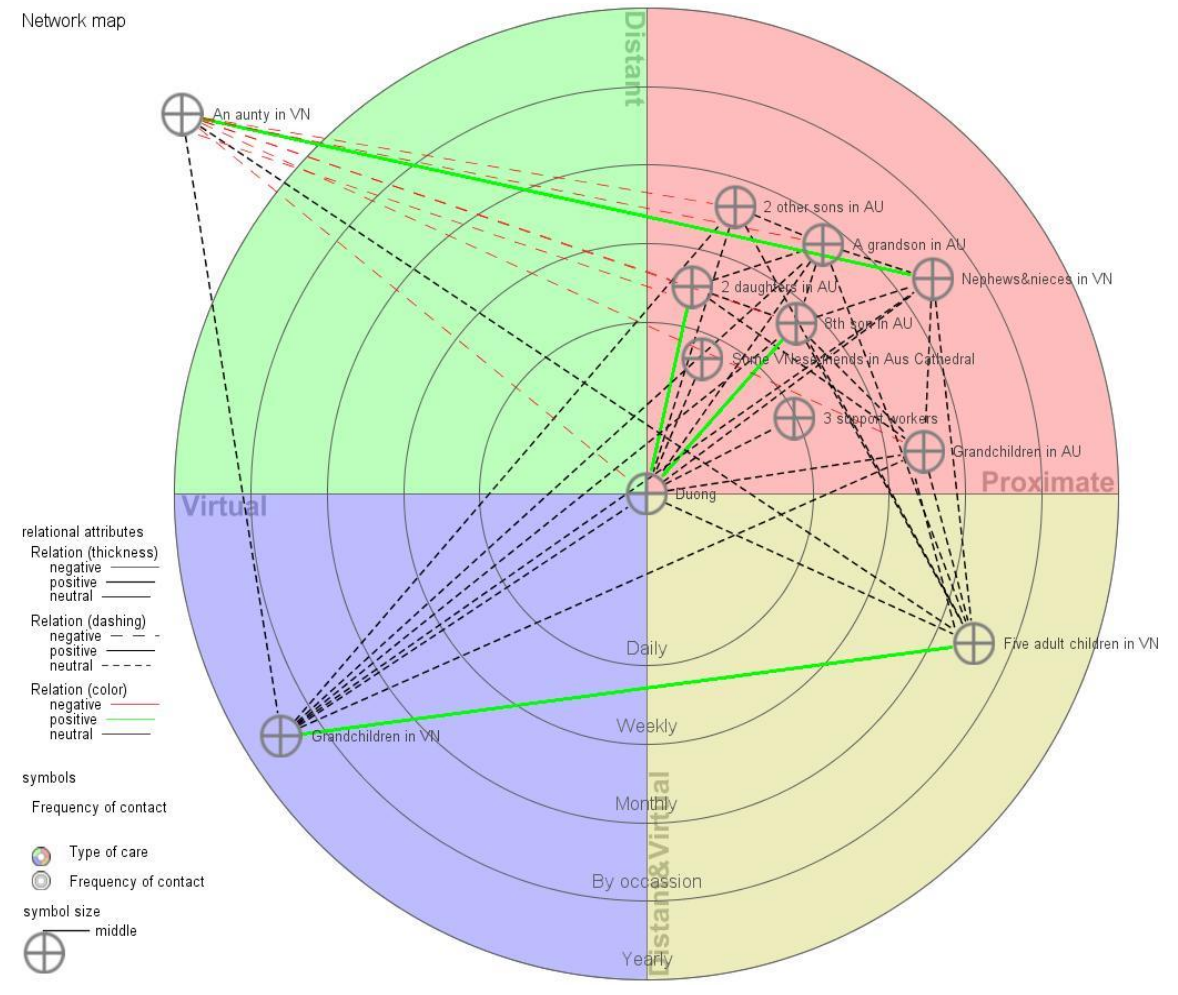 Network map
Distant
An aunty in VN
2 other sons in AU
A grandson in AU
Nephews&nieces in VN
2 daughters in AU
8th son in AU
Some VNese friends in Aus Cathedral
3 support workers
Grandchildren in AU
Proximate
Duong
Virtual
relational attributes
Relation (thickness)
negative
positive
neutral
Relation (dashing)
negative
positive
neutral
Relation (color)
negative
positive
neutral
Daily
Five adult children in VN
Weekly
Grandchildren in VN
Monthly
Distant&Virtual
By occassion
Yearly
symbols
Frequency of contact
Type of care
Frequency of contact
symbol size
middle